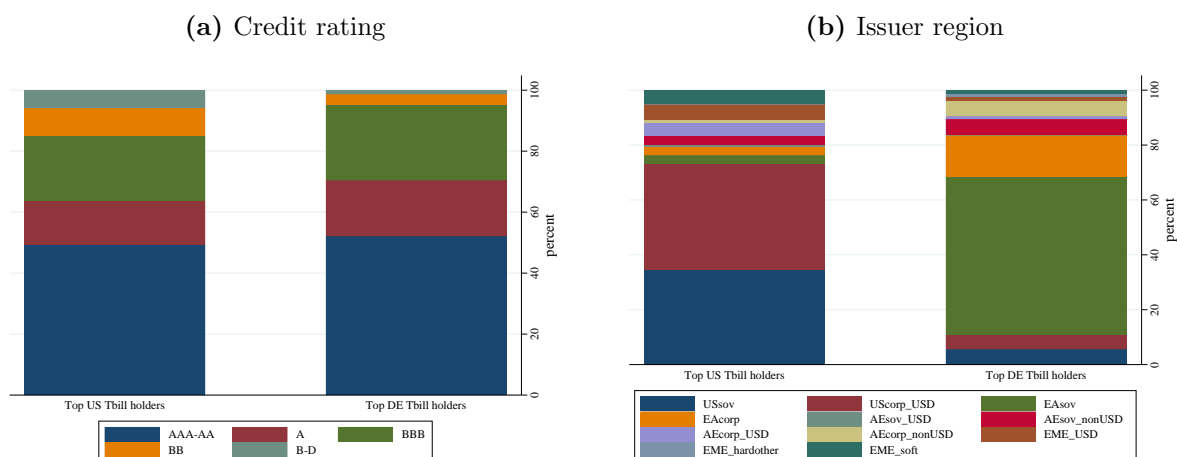 (a) Credit rating
(b) Issuer region
100
80
60
40
20
0
percent
Top US Tbill holders
Top DE Tbill holders
AAA-AA
A
BBB
BB
B-D
100
80
60
40
20
0
percent
Top US Tbill holders
Top DE Tbill holders
USsov
UScorp_USD
EAsov
EAcorp
AEsov_USD
AEsov_nonUSD
AEcorp_USD
AEcorp_nonUSD
EME_USD
EME_hardother
EME_soft